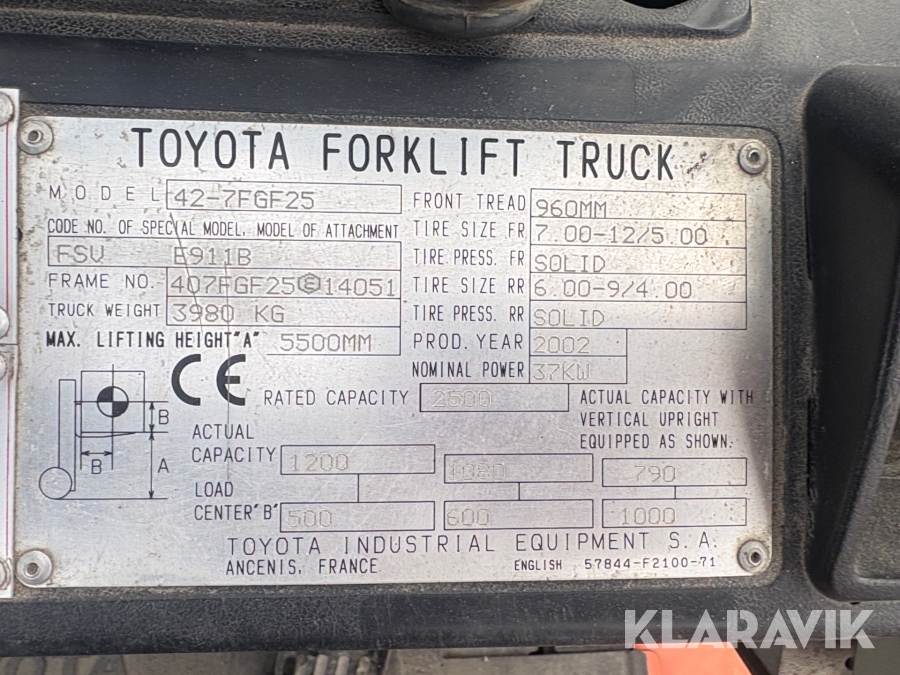 TOYOTA FORKLIFT TRUCK
MODEL 42-7FGF25
CODE NO. OF SPECIAL MODEL, MODEL OF ATTACHMENT
FSV E911B
FRAME NO. 407FGF25 14051
TRUCK WEIGHT 3980 KG
MAX. LIFTING HEIGHT"A" 5500MM
FRONT TREAD 960MM
TIRE SIZE FR 7.00-12/5.00
TIRE PRESS. FR SOLID
TIRE SIZE RR 6.00-9/4.00
TIRE PRESS. RR SOLID
PROD. YEAR 2002
NOMINAL POWER 37KW
CE
RATED CAPACITY 2500
ACTUAL CAPACITY WITH
VERTICAL UPRIGHT
EQUIPPED AS SHOWN.
B
B
A
ACTUAL
CAPACITY 1200 1080 790
LOAD
CENTER"B" 500 600 1000
TOYOTA INDUSTRIAL EQUIPMENT S.A.
ANCENIS, FRANCE
ENGLISH 57844-F2100-71
KLARAVIK